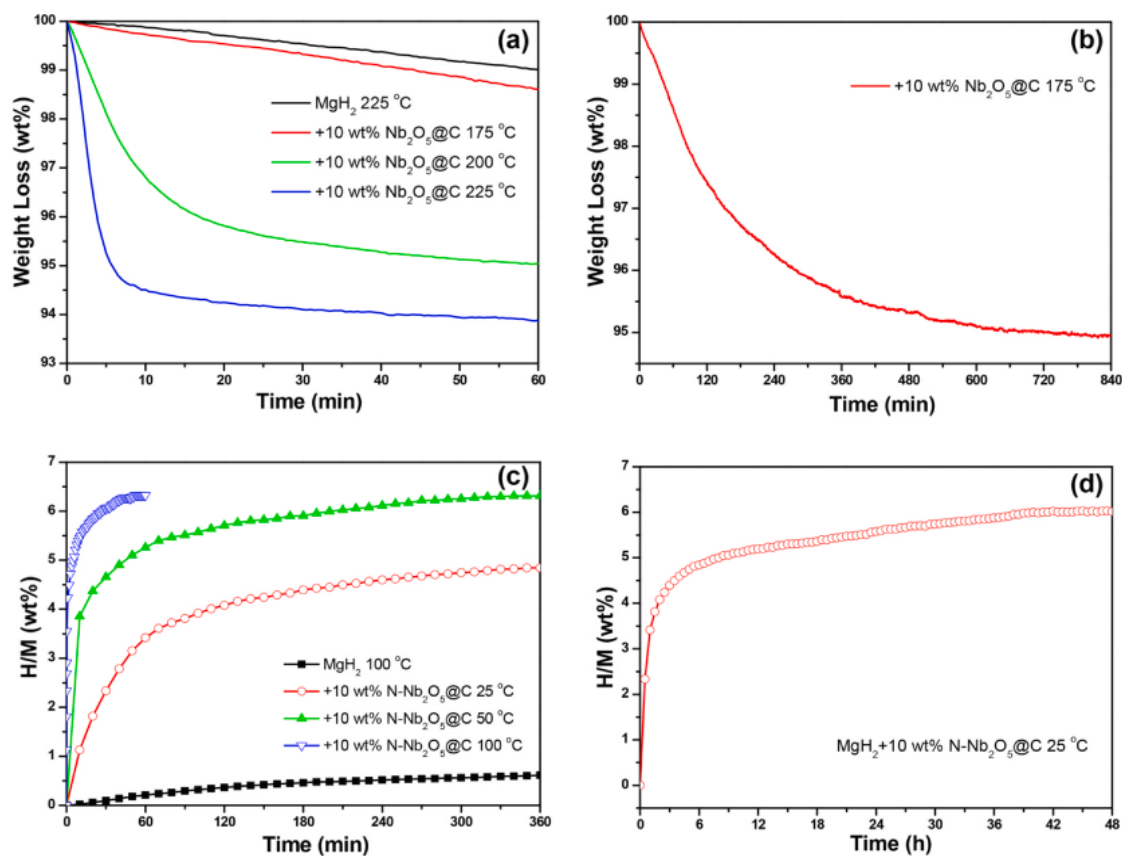 (a)
100
99
98
97
96
95
94
93
Weight Loss (wt%)
MgH₂ 225 °C
+10 wt% Nb₂O₅@C 175 °C
+10 wt% Nb₂O₅@C 200 °C
+10 wt% Nb₂O₅@C 225 °C
0 10 20 30 40 50 60
Time (min)
(b)
100
99
98
97
96
95
Weight Loss (wt%)
+10 wt% Nb₂O₅@C 175 °C
0 120 240 360 480 600 720 840
Time (min)
(c)
7
6
5
4
3
2
1
0
H/M (wt%)
MgH₂ 100 °C
+10 wt% N-Nb₂O₅@C 25 °C
+10 wt% N-Nb₂O₅@C 50 °C
+10 wt% N-Nb₂O₅@C 100 °C
0 60 120 180 240 300 360
Time (min)
(d)
7
6
5
4
3
2
1
0
H/M (wt%)
MgH₂+10 wt% N-Nb₂O₅@C 25 °C
0 6 12 18 24 30 36 42 48
Time (h)